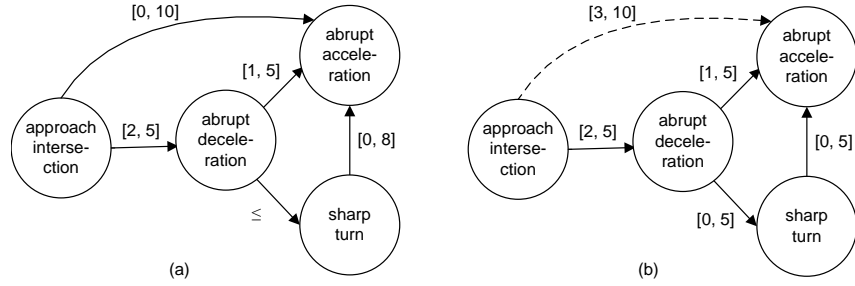 [0, 10]
abrupt
accele-
ration
[1, 5]
approach
interse-
ction
[2, 5]
abrupt
decele-
ration
[0, 8]
≤
sharp
turn
(a)
[3, 10]
abrupt
accele-
ration
[1, 5]
approach
interse-
ction
[2, 5]
abrupt
decele-
ration
[0, 5]
[0, 5]
sharp
turn
(b)